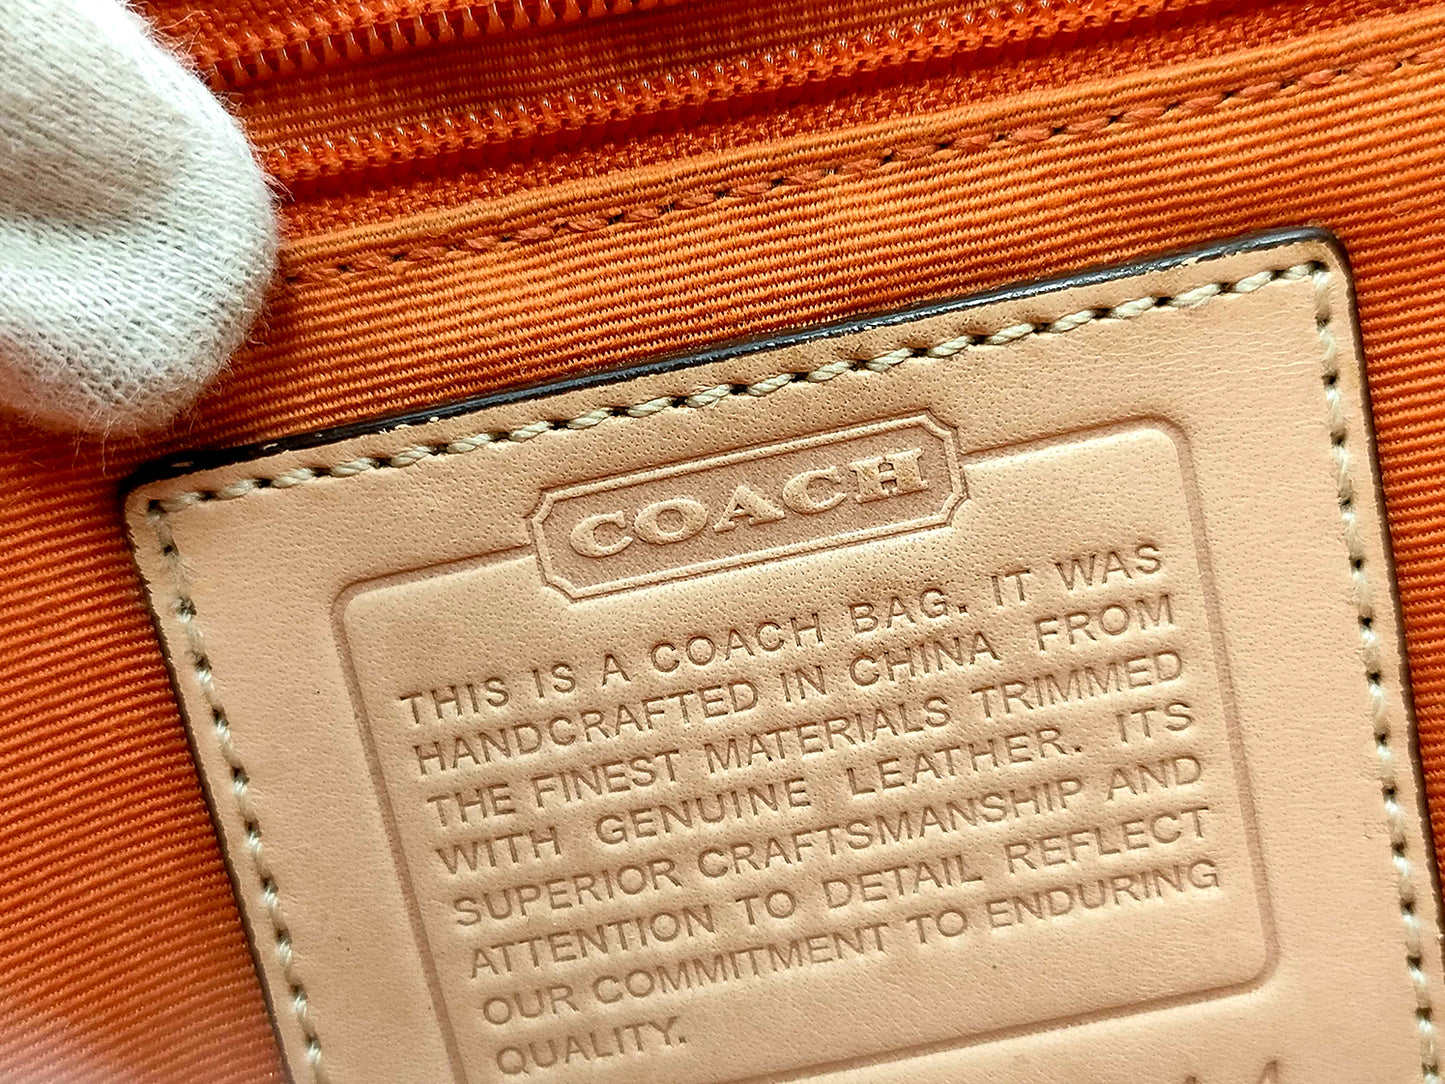 COACH
THIS IS A COACH BAG. IT WAS
HANDCRAFTED IN CHINA FROM
THE FINEST MATERIALS TRIMMED
WITH GENUINE LEATHER. ITS
SUPERIOR CRAFTSMANSHIP AND
ATTENTION TO DETAIL REFLECT
OUR COMMITMENT TO ENDURING
QUALITY.